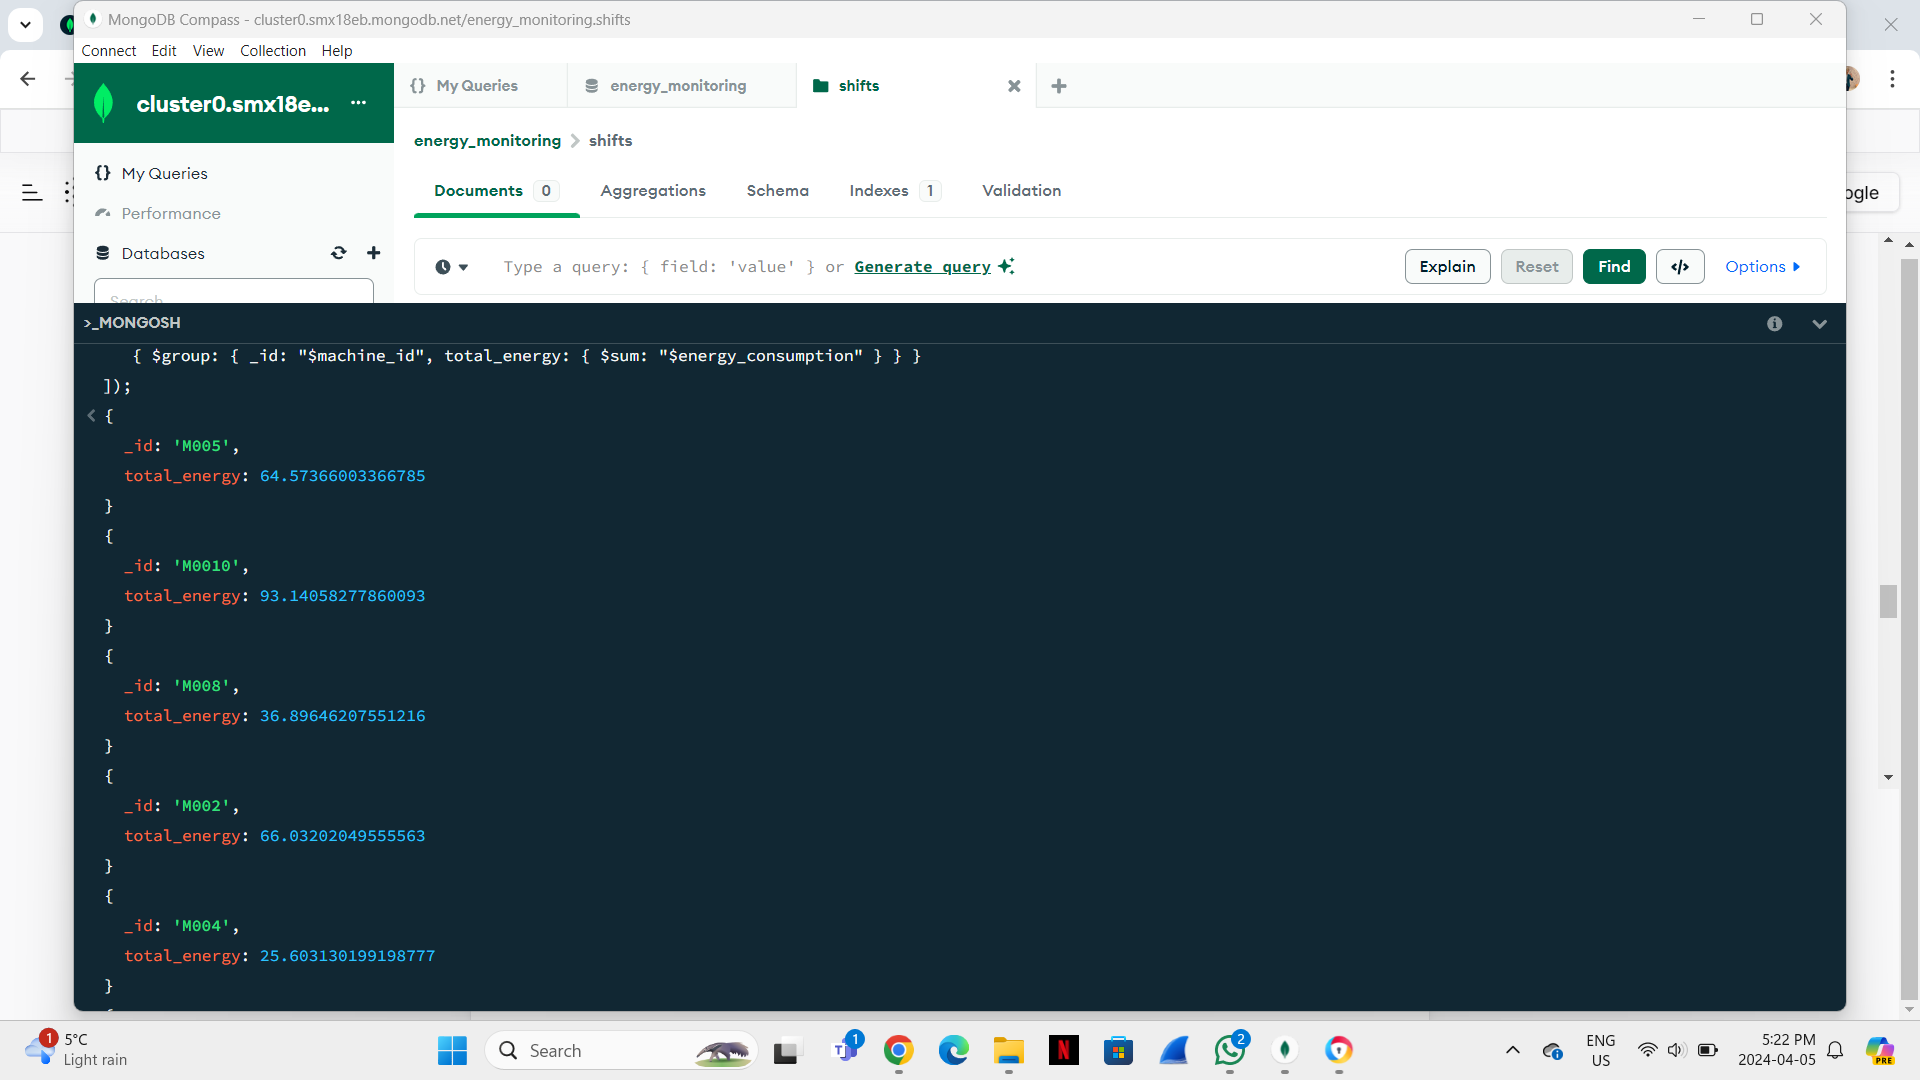 MongoDB Compass - cluster0.smx18eb.mongodb.net/energy_monitoring.shifts
Connect Edit View Collection Help
cluster0.smx18e... ...
{} My Queries
energy_monitoring
shifts
energy_monitoring > shifts
My Queries
Performance
Databases
Search
Documents 0
Aggregations
Schema
Indexes 1
Validation
Type a query: { field: 'value' } or Generate query
Explain
Reset
Find
</>
Options
ogle
>_MONGOSH
{ $group: { _id: "$machine_id", total_energy: { $sum: "$energy_consumption" } } }
]);
< {
_id: 'M005',
total_energy: 64.57366003366785
}
{
_id: 'M0010',
total_energy: 93.14058277860093
}
{
_id: 'M008',
total_energy: 36.89646207551216
}
{
_id: 'M002',
total_energy: 66.03202049555563
}
{
_id: 'M004',
total_energy: 25.603130199198777
}
1
5°C
Light rain
Search
1
2
ENG
US
5:22 PM
2024-04-05
PRE